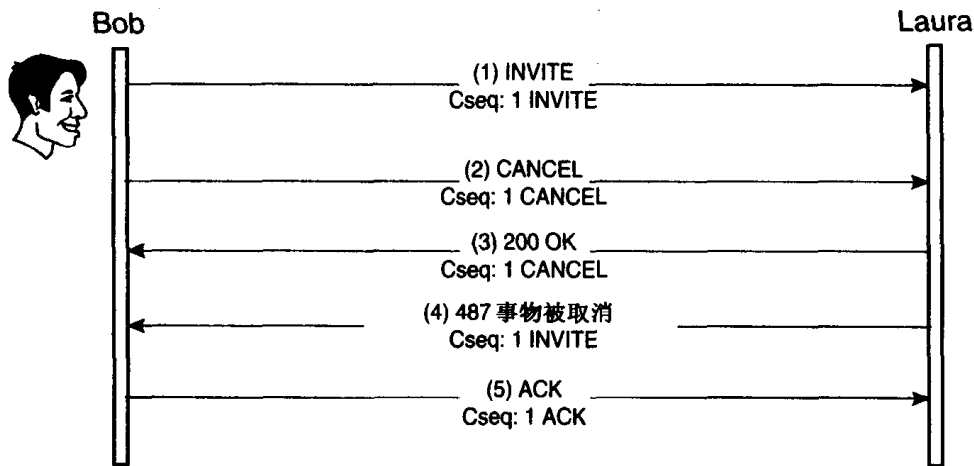 Bob
Laura
(1) INVITE
Cseq: 1 INVITE
(2) CANCEL
Cseq: 1 CANCEL
(3) 200 OK
Cseq: 1 CANCEL
(4) 487 事物被取消
Cseq: 1 INVITE
(5) ACK
Cseq: 1 ACK